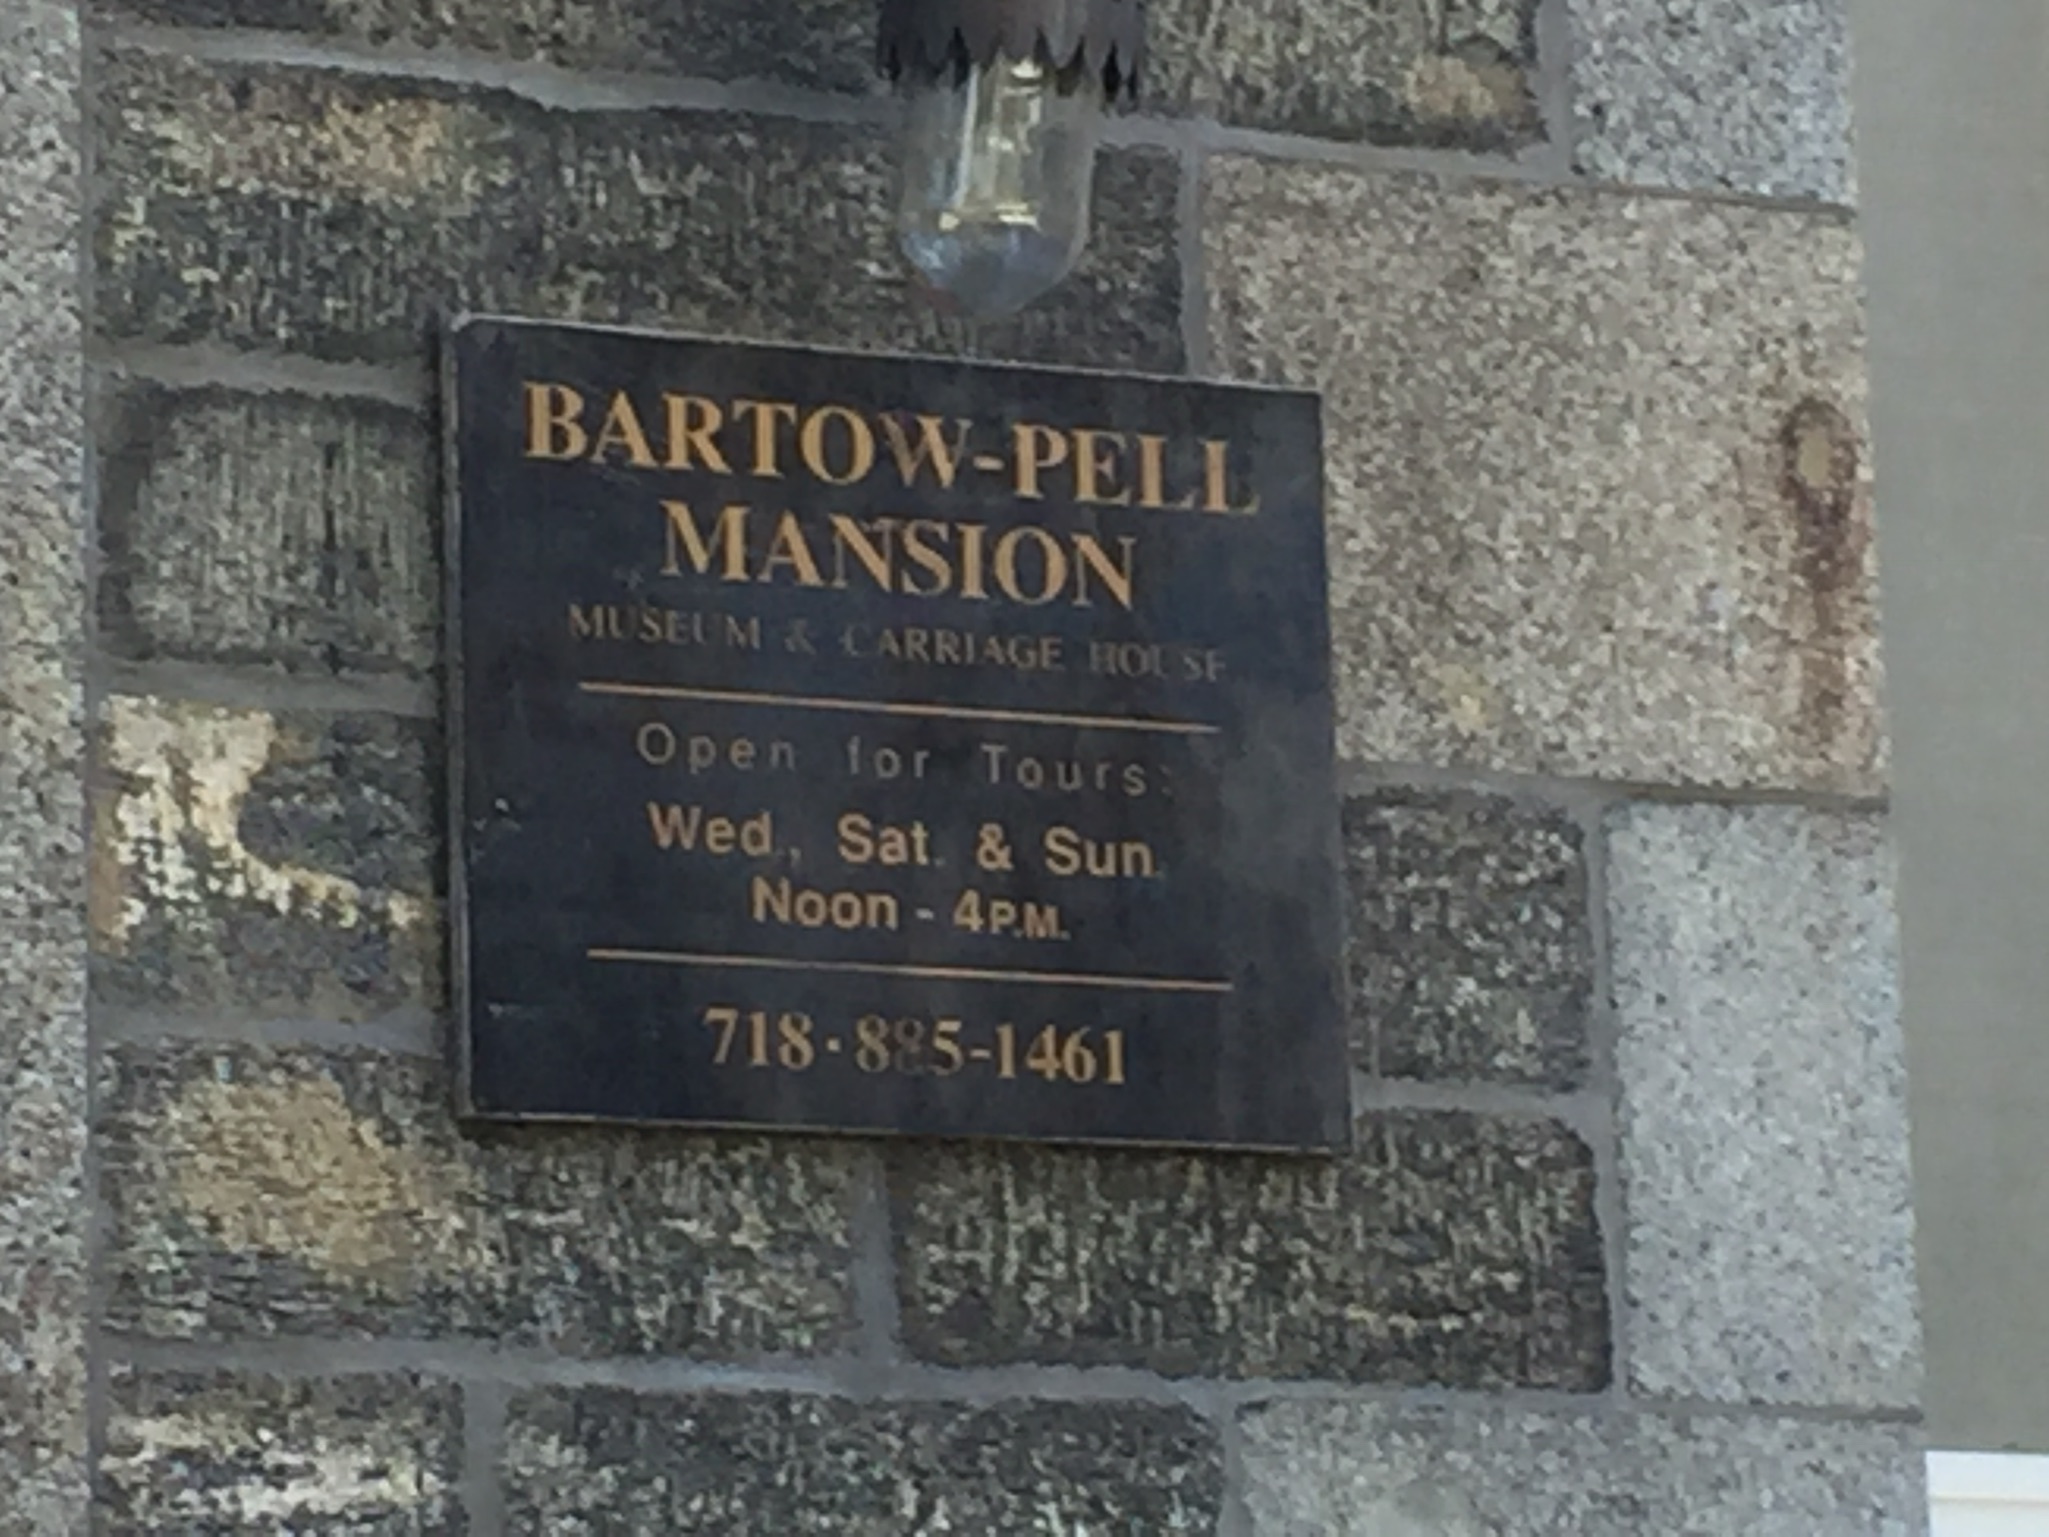 BARTOW-PELL
MANSION
MUSEUM & CARRIAGE HOUSE
Open for Tours:
Wed., Sat. & Sun.
Noon - 4P.M.
718·885-1461